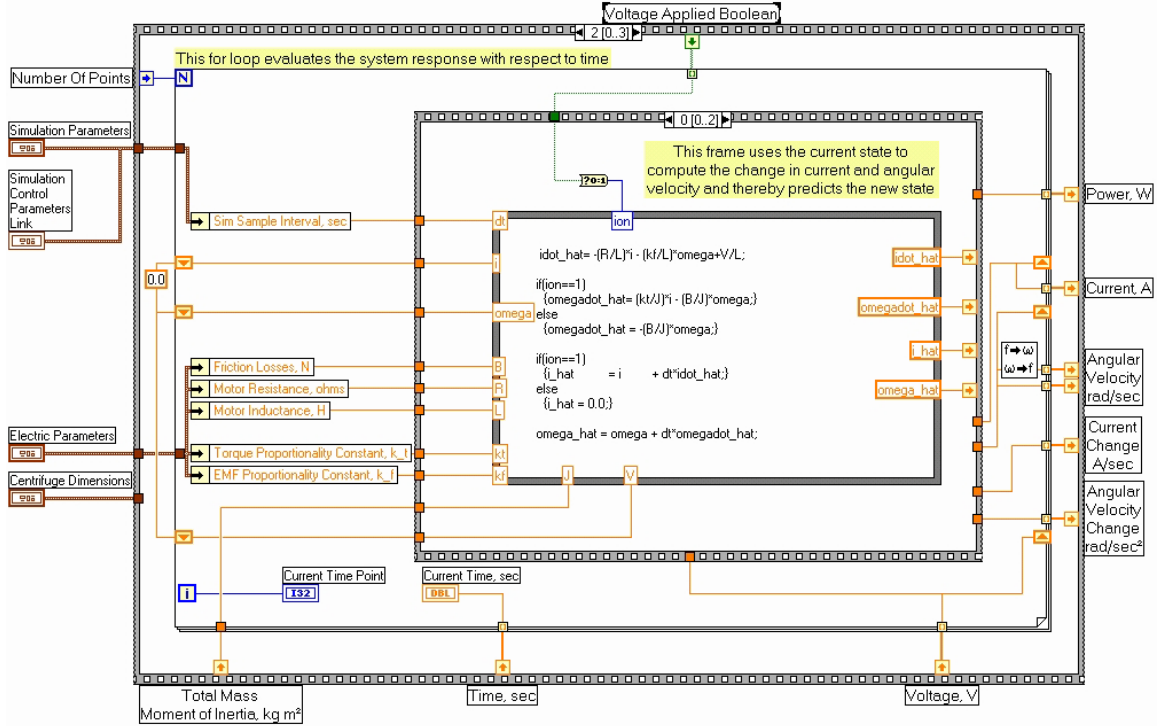 Voltage Applied Boolean
2 [0..3]
This for loop evaluates the system response with respect to time
Number Of Points
N
0 [0..2]
Simulation Parameters
This frame uses the current state to
compute the change in current and angular
velocity and thereby predicts the new state
Simulation
Control
Parameters
Link
?0:1
Power, W
Sim Sample Interval, sec
dt
ion
idot_hat= -(R/L)*i - (kf/L)*omega+V/L;
idot_hat
0.0
i
if(ion==1)
{omegadot_hat= (kt/J)*i - (B/J)*omega;}
else
{omegadot_hat = -(B/J)*omega;}
Current, A
omega
omegadot_hat
i_hat
if(ion==1)
{i_hat = i + dt*idot_hat;}
else
{i_hat = 0.0;}
f→ω
ω→f
Angular
Velocity
rad/sec
Friction Losses, N
B
Motor Resistance, ohms
R
omega_hat
Motor Inductance, H
L
omega_hat = omega + dt*omegadot_hat;
Electric Parameters
Current
Change
A/sec
Torque Proportionality Constant, k_t
kt
EMF Proportionality Constant, k_f
kf
J
V
Centrifuge Dimensions
Angular
Velocity
Change
rad/sec²
Current Time Point
Current Time, sec
i
I32
DBL
Total Mass
Moment of Inertia, kg m²
Time, sec
Voltage, V